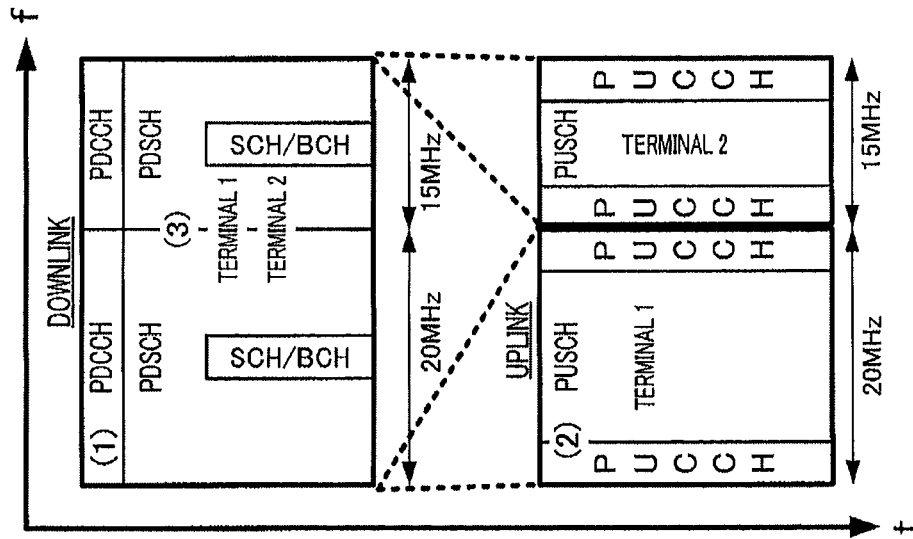 f
DOWNLINK
(1)
PDCCH
PDCCH
PDSCH
(3)
PDSCH
TERMINAL 1
TERMINAL 2
SCH/BCH
SCH/BCH
20MHz
15MHz
UPLINK
(2)
PUSCH
PUSCH
TERMINAL 1
TERMINAL 2
PUCCH
PUCCH
PUCCH
PUCCH
20MHz
15MHz
t